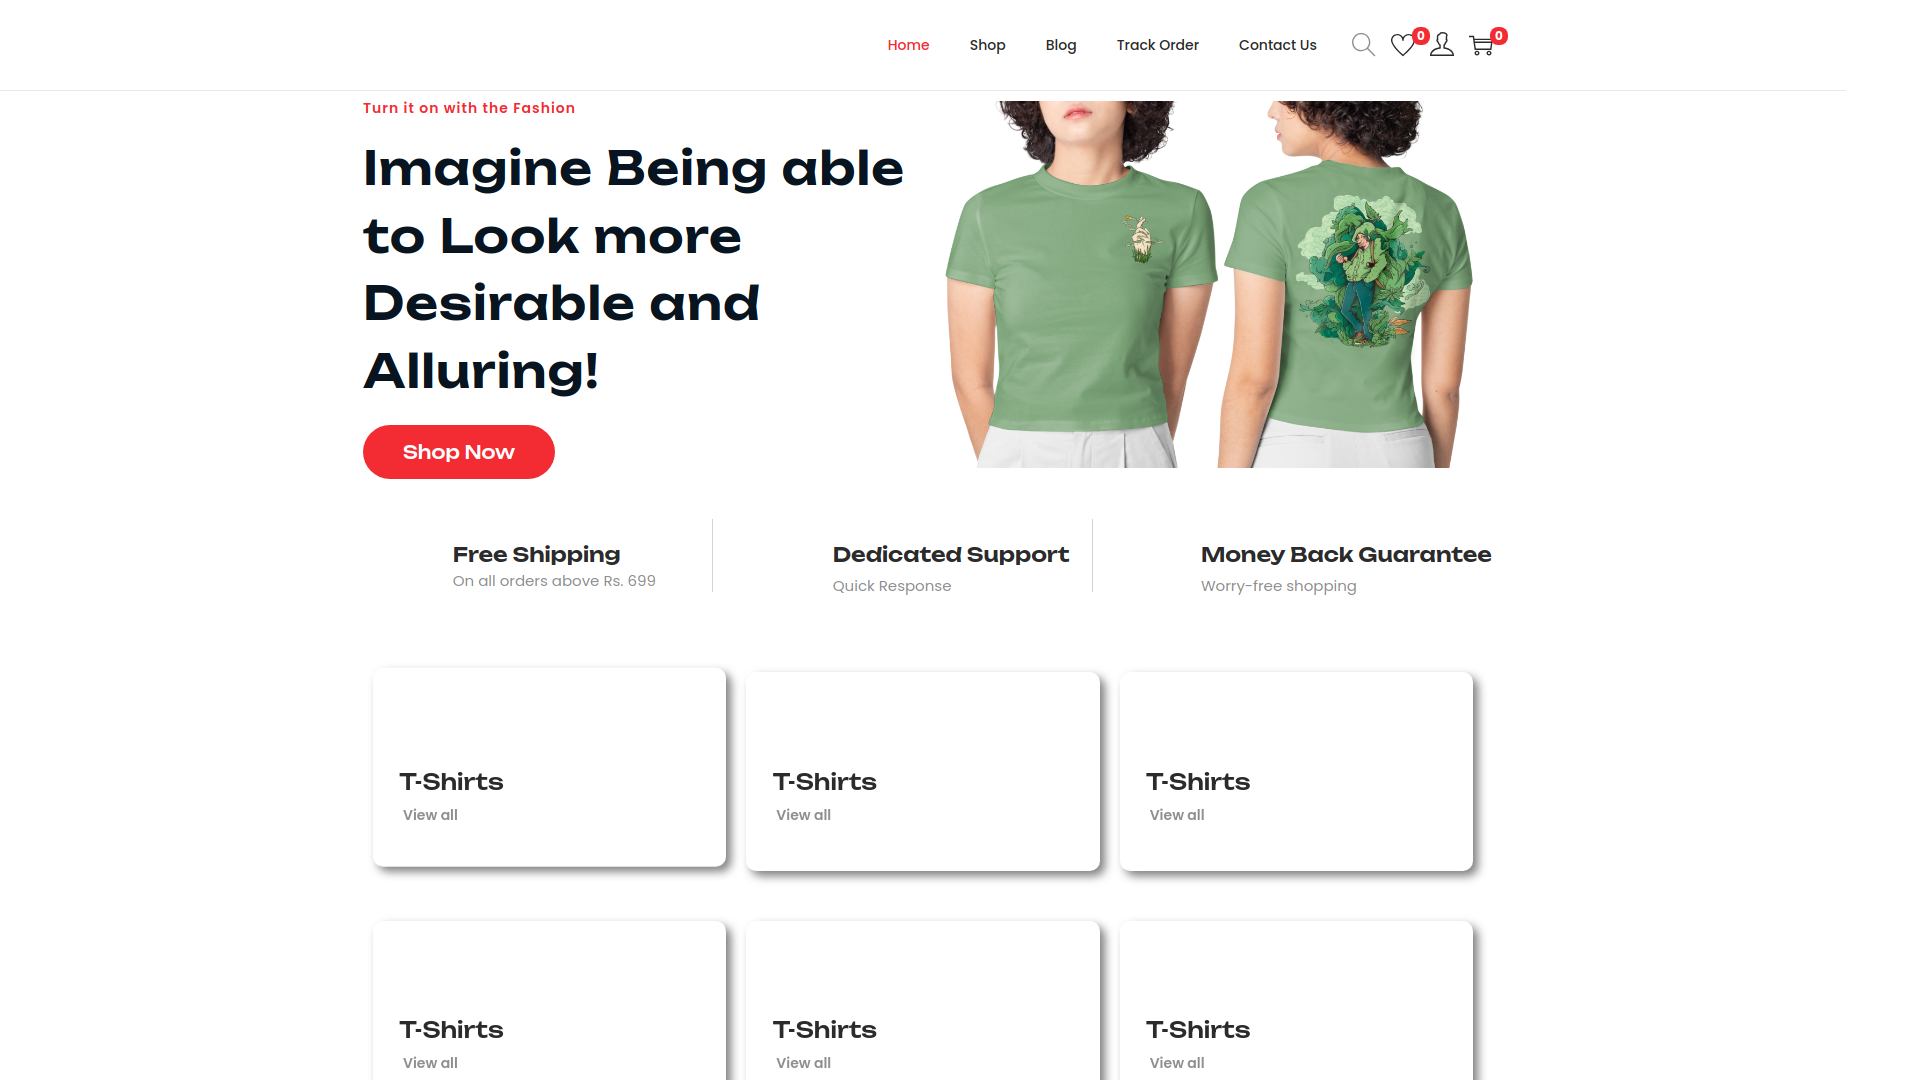 Home
Shop
Blog
Track Order
Contact Us
0
0
Turn it on with the Fashion
Imagine Being able
to Look more
Desirable and
Alluring!
Shop Now
Free Shipping
On all orders above Rs. 699
Dedicated Support
Quick Response
Money Back Guarantee
Worry-free shopping
T-Shirts
View all
T-Shirts
View all
T-Shirts
View all
T-Shirts
View all
T-Shirts
View all
T-Shirts
View all